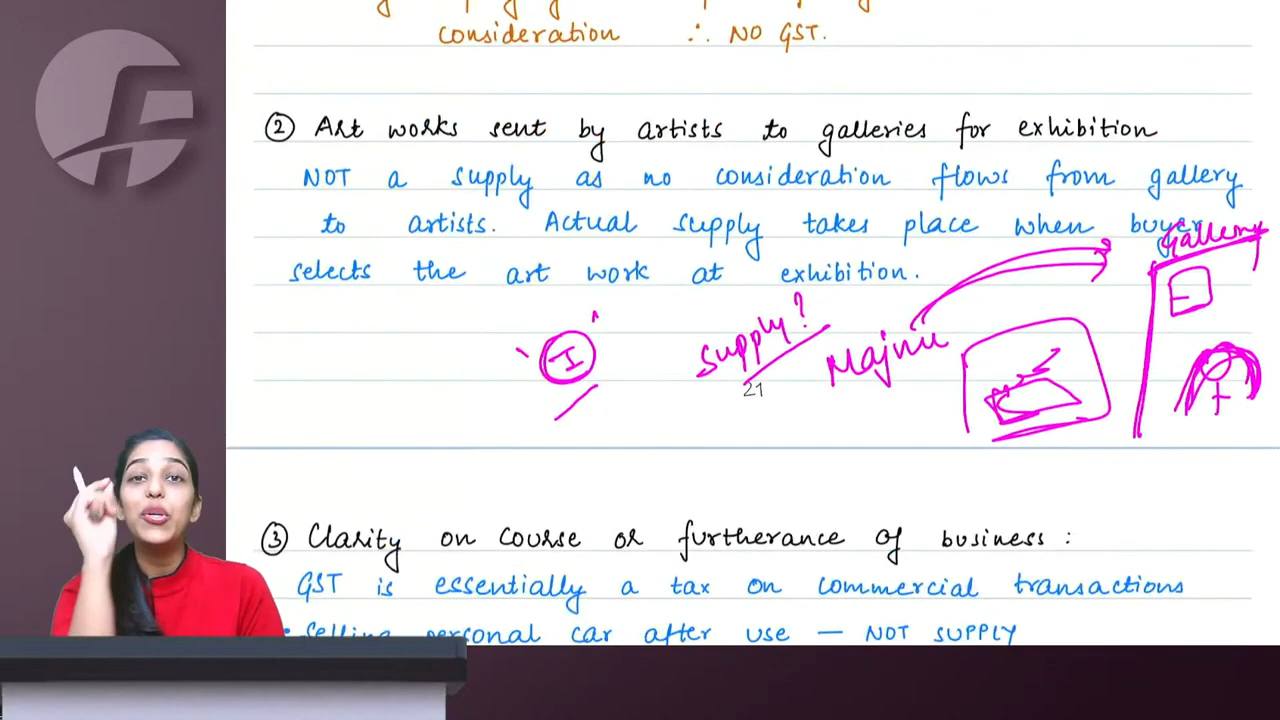 consideration ∴ NO GST.
② Art works sent by artists to galleries for exhibition
NOT a supply as no consideration flows from gallery
to artists. Actual supply takes place when buyer
Gallery
selects the art work at exhibition.
I
Supply?
Majnu
21
③ Clarity on course or furtherance of business :
GST is essentially a tax on commercial transactions
• Selling personal car after use — NOT SUPPLY